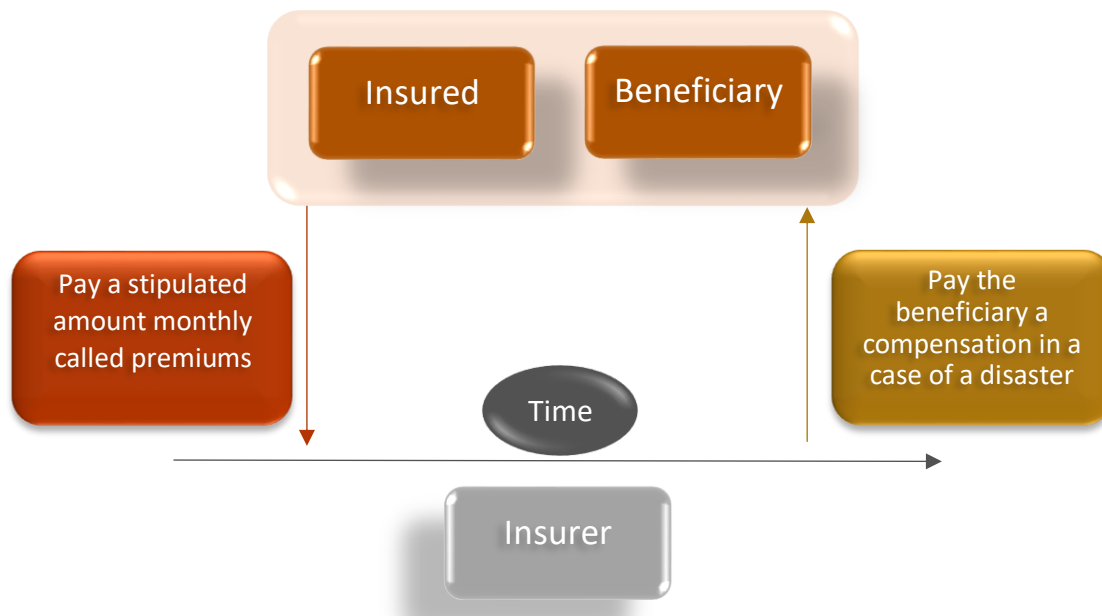 Insured
Beneficiary
Pay a stipulated
amount monthly
called premiums
Pay the
beneficiary a
compensation in a
case of a disaster
Time
Insurer